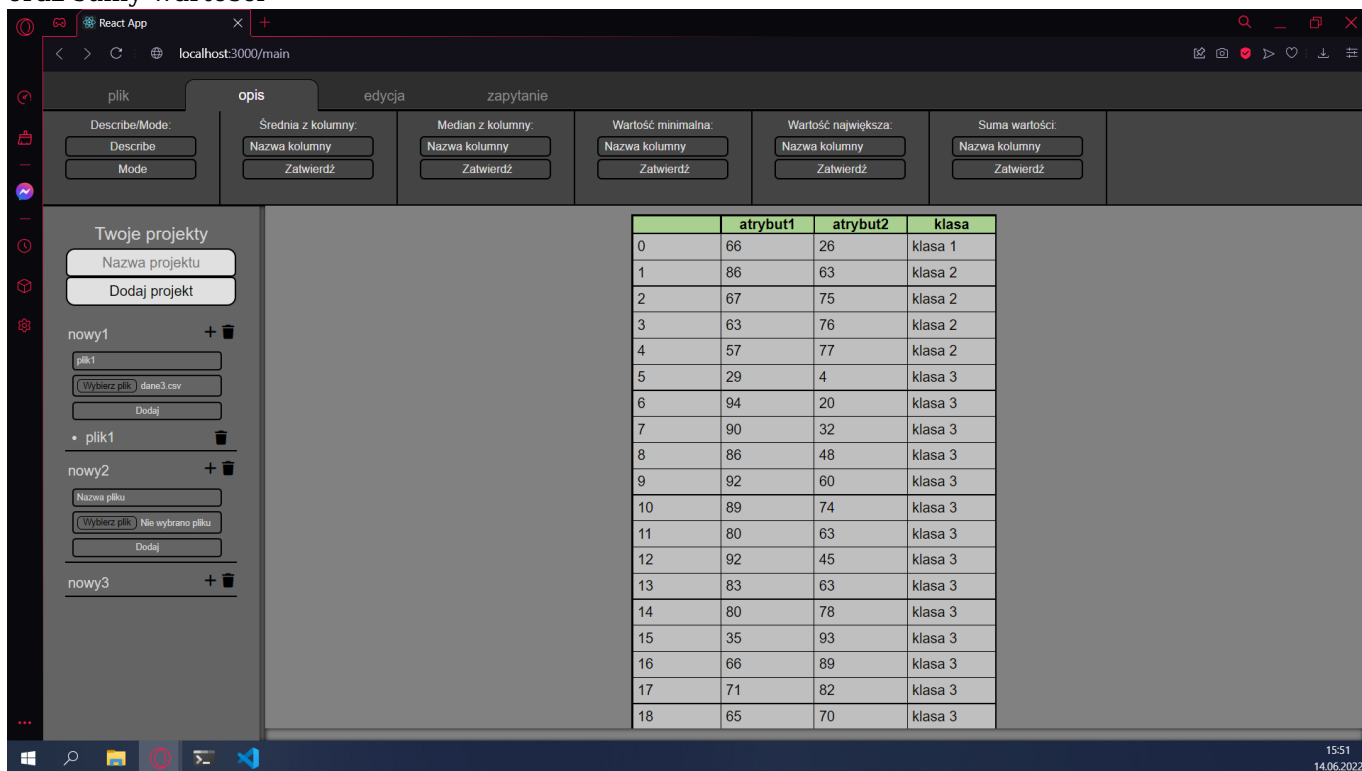 oraz sumy wartości
React App
localhost:3000/main
plik opis edycja zapytanie
Describe/Mode: Średnia z kolumny: Median z kolumny: Wartość minimalna: Wartość największa: Suma wartości:
Describe Nazwa kolumny Nazwa kolumny Nazwa kolumny Nazwa kolumny Nazwa kolumny
Mode Zatwierdź Zatwierdź Zatwierdź Zatwierdź Zatwierdź
Twoje projekty
Nazwa projektu
Dodaj projekt
nowy1
plik1
Wybierz plik dane3.csv
Dodaj
• plik1
nowy2
Nazwa pliku
Wybierz plik Nie wybrano pliku
Dodaj
nowy3
atrybut1 atrybut2 klasa
0 66 26 klasa 1
1 86 63 klasa 2
2 67 75 klasa 2
3 63 76 klasa 2
4 57 77 klasa 2
5 29 4 klasa 3
6 94 20 klasa 3
7 90 32 klasa 3
8 86 48 klasa 3
9 92 60 klasa 3
10 89 74 klasa 3
11 80 63 klasa 3
12 92 45 klasa 3
13 83 63 klasa 3
14 80 78 klasa 3
15 35 93 klasa 3
16 66 89 klasa 3
17 71 82 klasa 3
18 65 70 klasa 3
15:51
14.06.2022